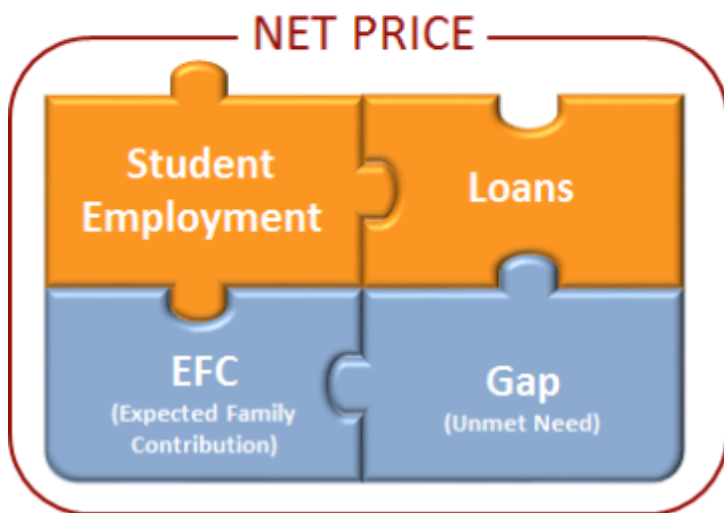 NET PRICE
Student
Employment
Loans
EFC
(Expected Family
Contribution)
Gap
(Unmet Need)